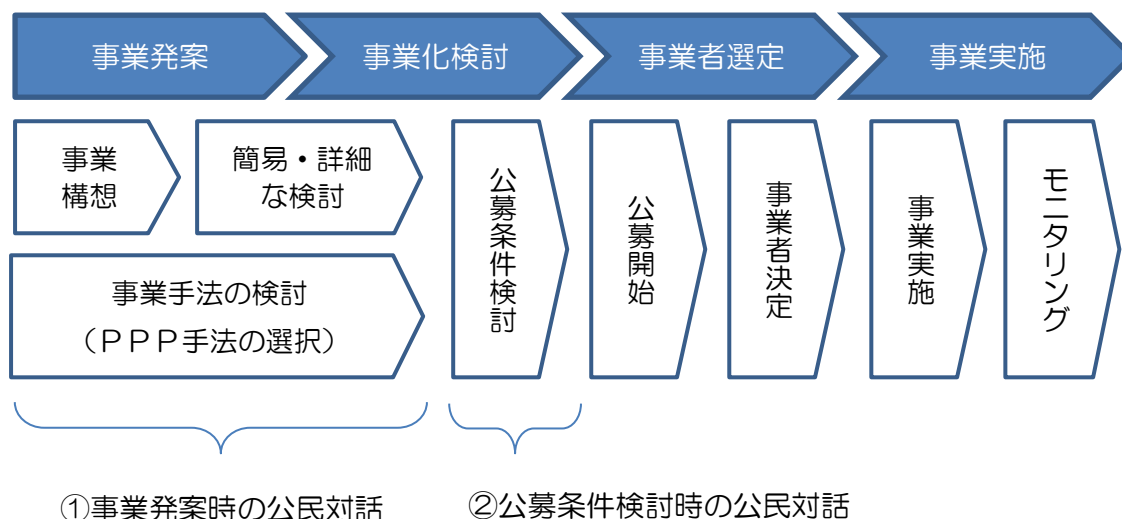 事業発案
事業化検討
事業者選定
事業実施
事業
構想
簡易・詳細
な検討
事業手法の検討
（ＰＰＰ手法の選択）
公募条件検討
公募開始
事業者決定
事業実施
モニタリング
①事業発案時の公民対話
②公募条件検討時の公民対話